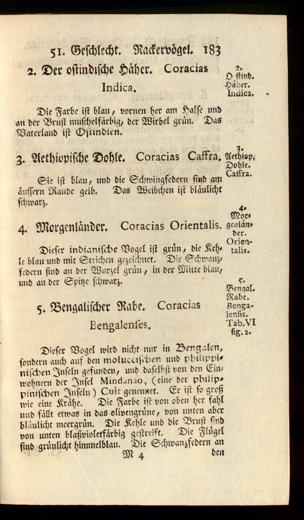 51. Geschlecht. Rackervögel. 183
2. Der ostindische Häher. Coracias
Indica.
2.
Ostind.
Häher.
Indica.
Die Farbe ist blau, vornen her am Halse und
an der Brust muschelfärbig, der Wirbel grün. Das
Vaterland ist Ostindien.
3. Aethiopische Dohle. Coracias Caffra.
3.
Aethiop.
Dohle.
Caffra.
Sie ist blau, und die Schwingfedern sind am
äussern Rande gelb. Das Weibchen ist bläulicht
schwarz.
4. Morgenländer. Coracias Orientalis.
4.
Mor-
genlän-
der.
Orien-
talis.
Dieser indianische Vogel ist grün, die Keh-
le blau und mit Strichen gezeichnet. Die Schwanz-
federn sind an der Wurzel grün, in der Mitte blau,
und an der Spitze schwarz.
5. Bengalischer Rabe. Coracias
Bengalenses.
5.
Bengal.
Rabe.
Benga-
lensis.
Tab. VI
fig. 2.
Dieser Vogel wird nicht nur in Bengalen,
sondern auch auf den moluccischen und philippi-
nischen Inseln gefunden, und daselbst von den Ein-
wohnern der Insel Mindanao, (eine der philip-
pinischen Inseln) Cuit genennet. Er ist so groß
wie eine Krähe. Die Farbe ist von oben her fahl
und fällt etwas in das olivengrüne, von unten aber
bläulicht meergrün. Die Kehle und die Brust sind
von unten blaßvioletfärbig gestreift. Die Flügel
sind grünlicht himmelblau. Die Schwanzfedern an
M 4 den